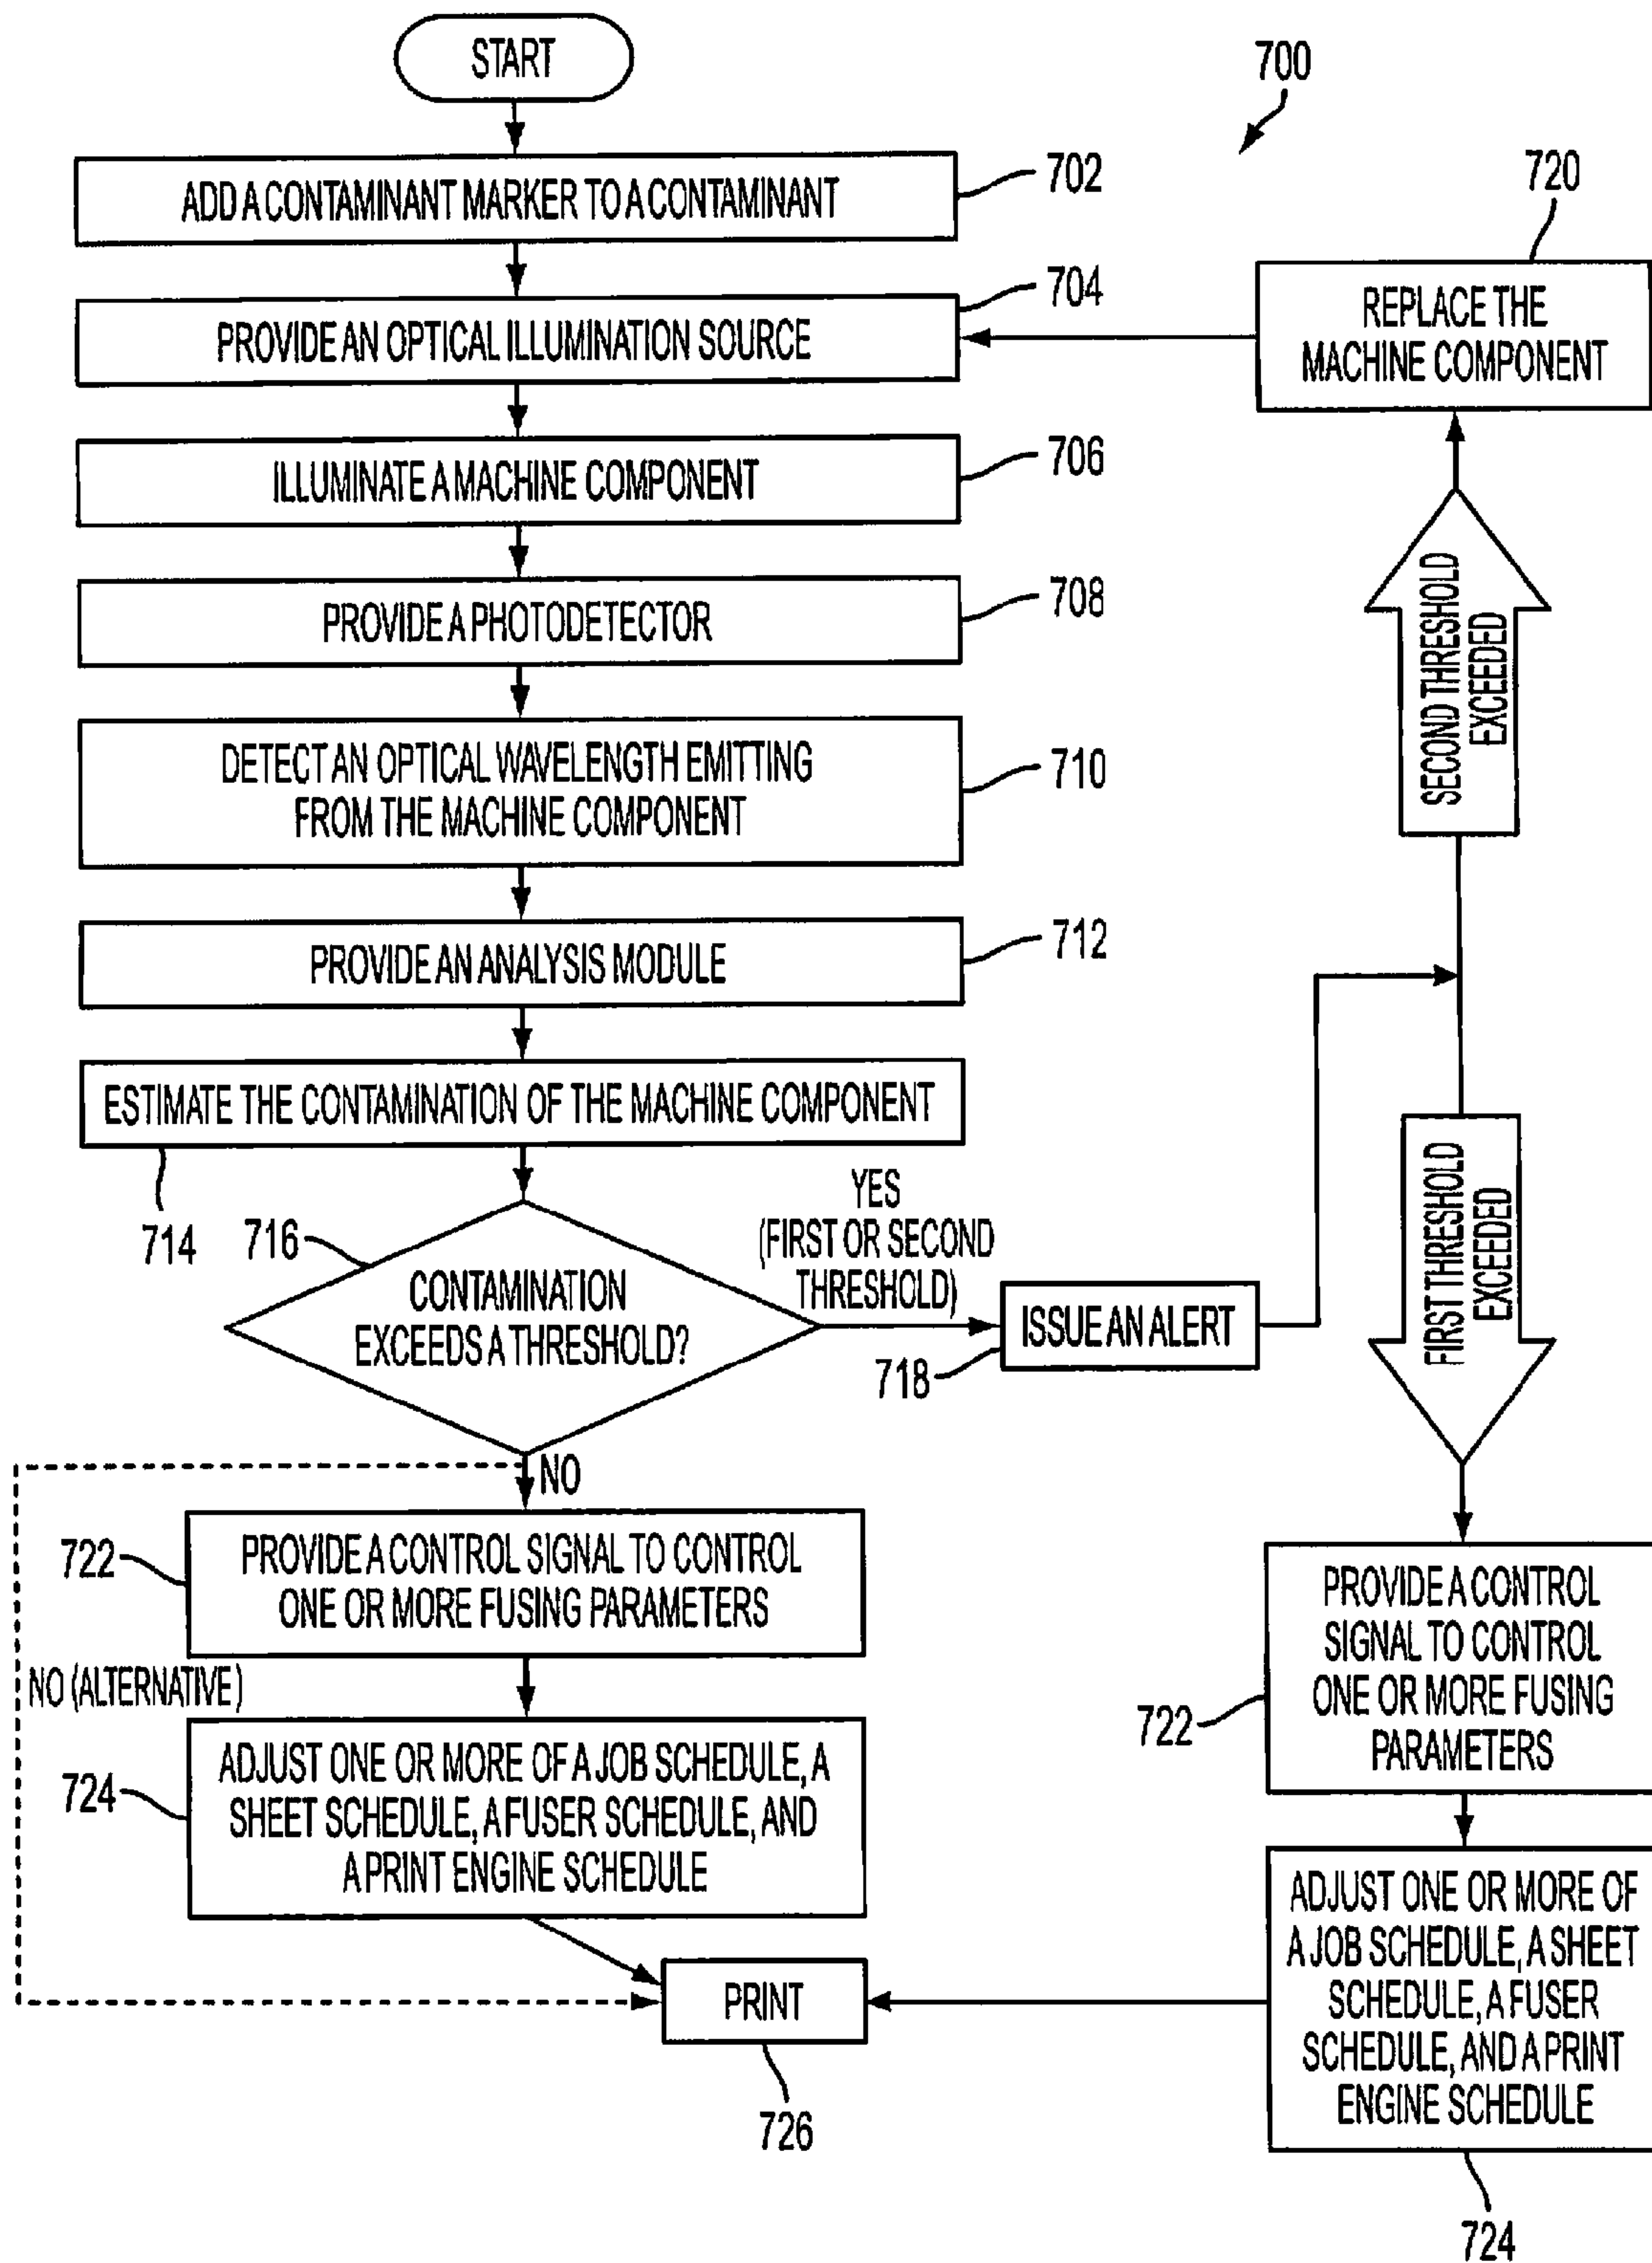 START
700
ADD A CONTAMINANT MARKER TO A CONTAMINANT
702
PROVIDE AN OPTICAL ILLUMINATION SOURCE
704
REPLACE THE
MACHINE COMPONENT
720
ILLUMINATE A MACHINE COMPONENT
706
PROVIDE A PHOTODETECTOR
708
SECOND THRESHOLD
EXCEEDED
DETECT AN OPTICAL WAVELENGTH EMITTING
FROM THE MACHINE COMPONENT
710
PROVIDE AN ANALYSIS MODULE
712
ESTIMATE THE CONTAMINATION OF THE MACHINE COMPONENT
714
716
CONTAMINATION
EXCEEDS A THRESHOLD?
YES
(FIRST OR SECOND
THRESHOLD)
ISSUE AN ALERT
718
FIRST THRESHOLD
EXCEEDED
NO
722
PROVIDE A CONTROL SIGNAL TO CONTROL
ONE OR MORE FUSING PARAMETERS
NO (ALTERNATIVE)
724
ADJUST ONE OR MORE OF A JOB SCHEDULE, A
SHEET SCHEDULE, A FUSER SCHEDULE, AND
A PRINT ENGINE SCHEDULE
PROVIDE A CONTROL
SIGNAL TO CONTROL
ONE OR MORE FUSING
PARAMETERS
722
ADJUST ONE OR MORE OF
A JOB SCHEDULE, A SHEET
SCHEDULE, A FUSER
SCHEDULE, AND A PRINT
ENGINE SCHEDULE
724
PRINT
726